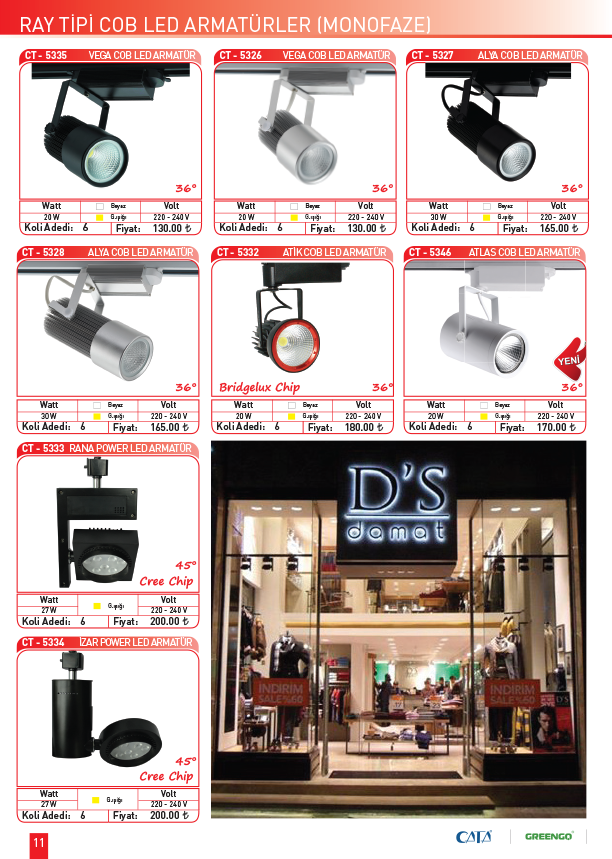 RAY TİPİ COB LED ARMATÜRLER (MONOFAZE)
CT - 5335 VEGA COB LED ARMATÜR
36°
Watt Beyaz Volt
20 W G.ışığı 220 - 240 V
Koli Adedi: 6 Fiyat: 130.00 ₺
CT - 5326 VEGA COB LED ARMATÜR
36°
Watt Beyaz Volt
20 W G.ışığı 220 - 240 V
Koli Adedi: 6 Fiyat: 130.00 ₺
CT - 5327 ALYA COB LED ARMATÜR
36°
Watt Beyaz Volt
30 W G.ışığı 220 - 240 V
Koli Adedi: 6 Fiyat: 165.00 ₺
CT - 5328 ALYA COB LED ARMATÜR
36°
Watt Beyaz Volt
30 W G.ışığı 220 - 240 V
Koli Adedi: 6 Fiyat: 165.00 ₺
CT - 5332 ATİK COB LED ARMATÜR
Bridgelux Chip 36°
Watt Beyaz Volt
20 W G.ışığı 220 - 240 V
Koli Adedi: 6 Fiyat: 180.00 ₺
CT - 5346 ATLAS COB LED ARMATÜR
YENİ
36°
Watt Beyaz Volt
20 W G.ışığı 220 - 240 V
Koli Adedi: 6 Fiyat: 170.00 ₺
CT - 5333 RANA POWER LED ARMATÜR
45°
Cree Chip
Watt Volt
27 W G.ışığı 220 - 240 V
Koli Adedi: 6 Fiyat: 200.00 ₺
CT - 5334 İZAR POWER LED ARMATÜR
45°
Cree Chip
Watt Volt
27 W G.ışığı 220 - 240 V
Koli Adedi: 6 Fiyat: 200.00 ₺
D'S
damat
INDIRIM
SALE %60
INDIRIM
SALE %60
D'S
11
CATA
GREENGO